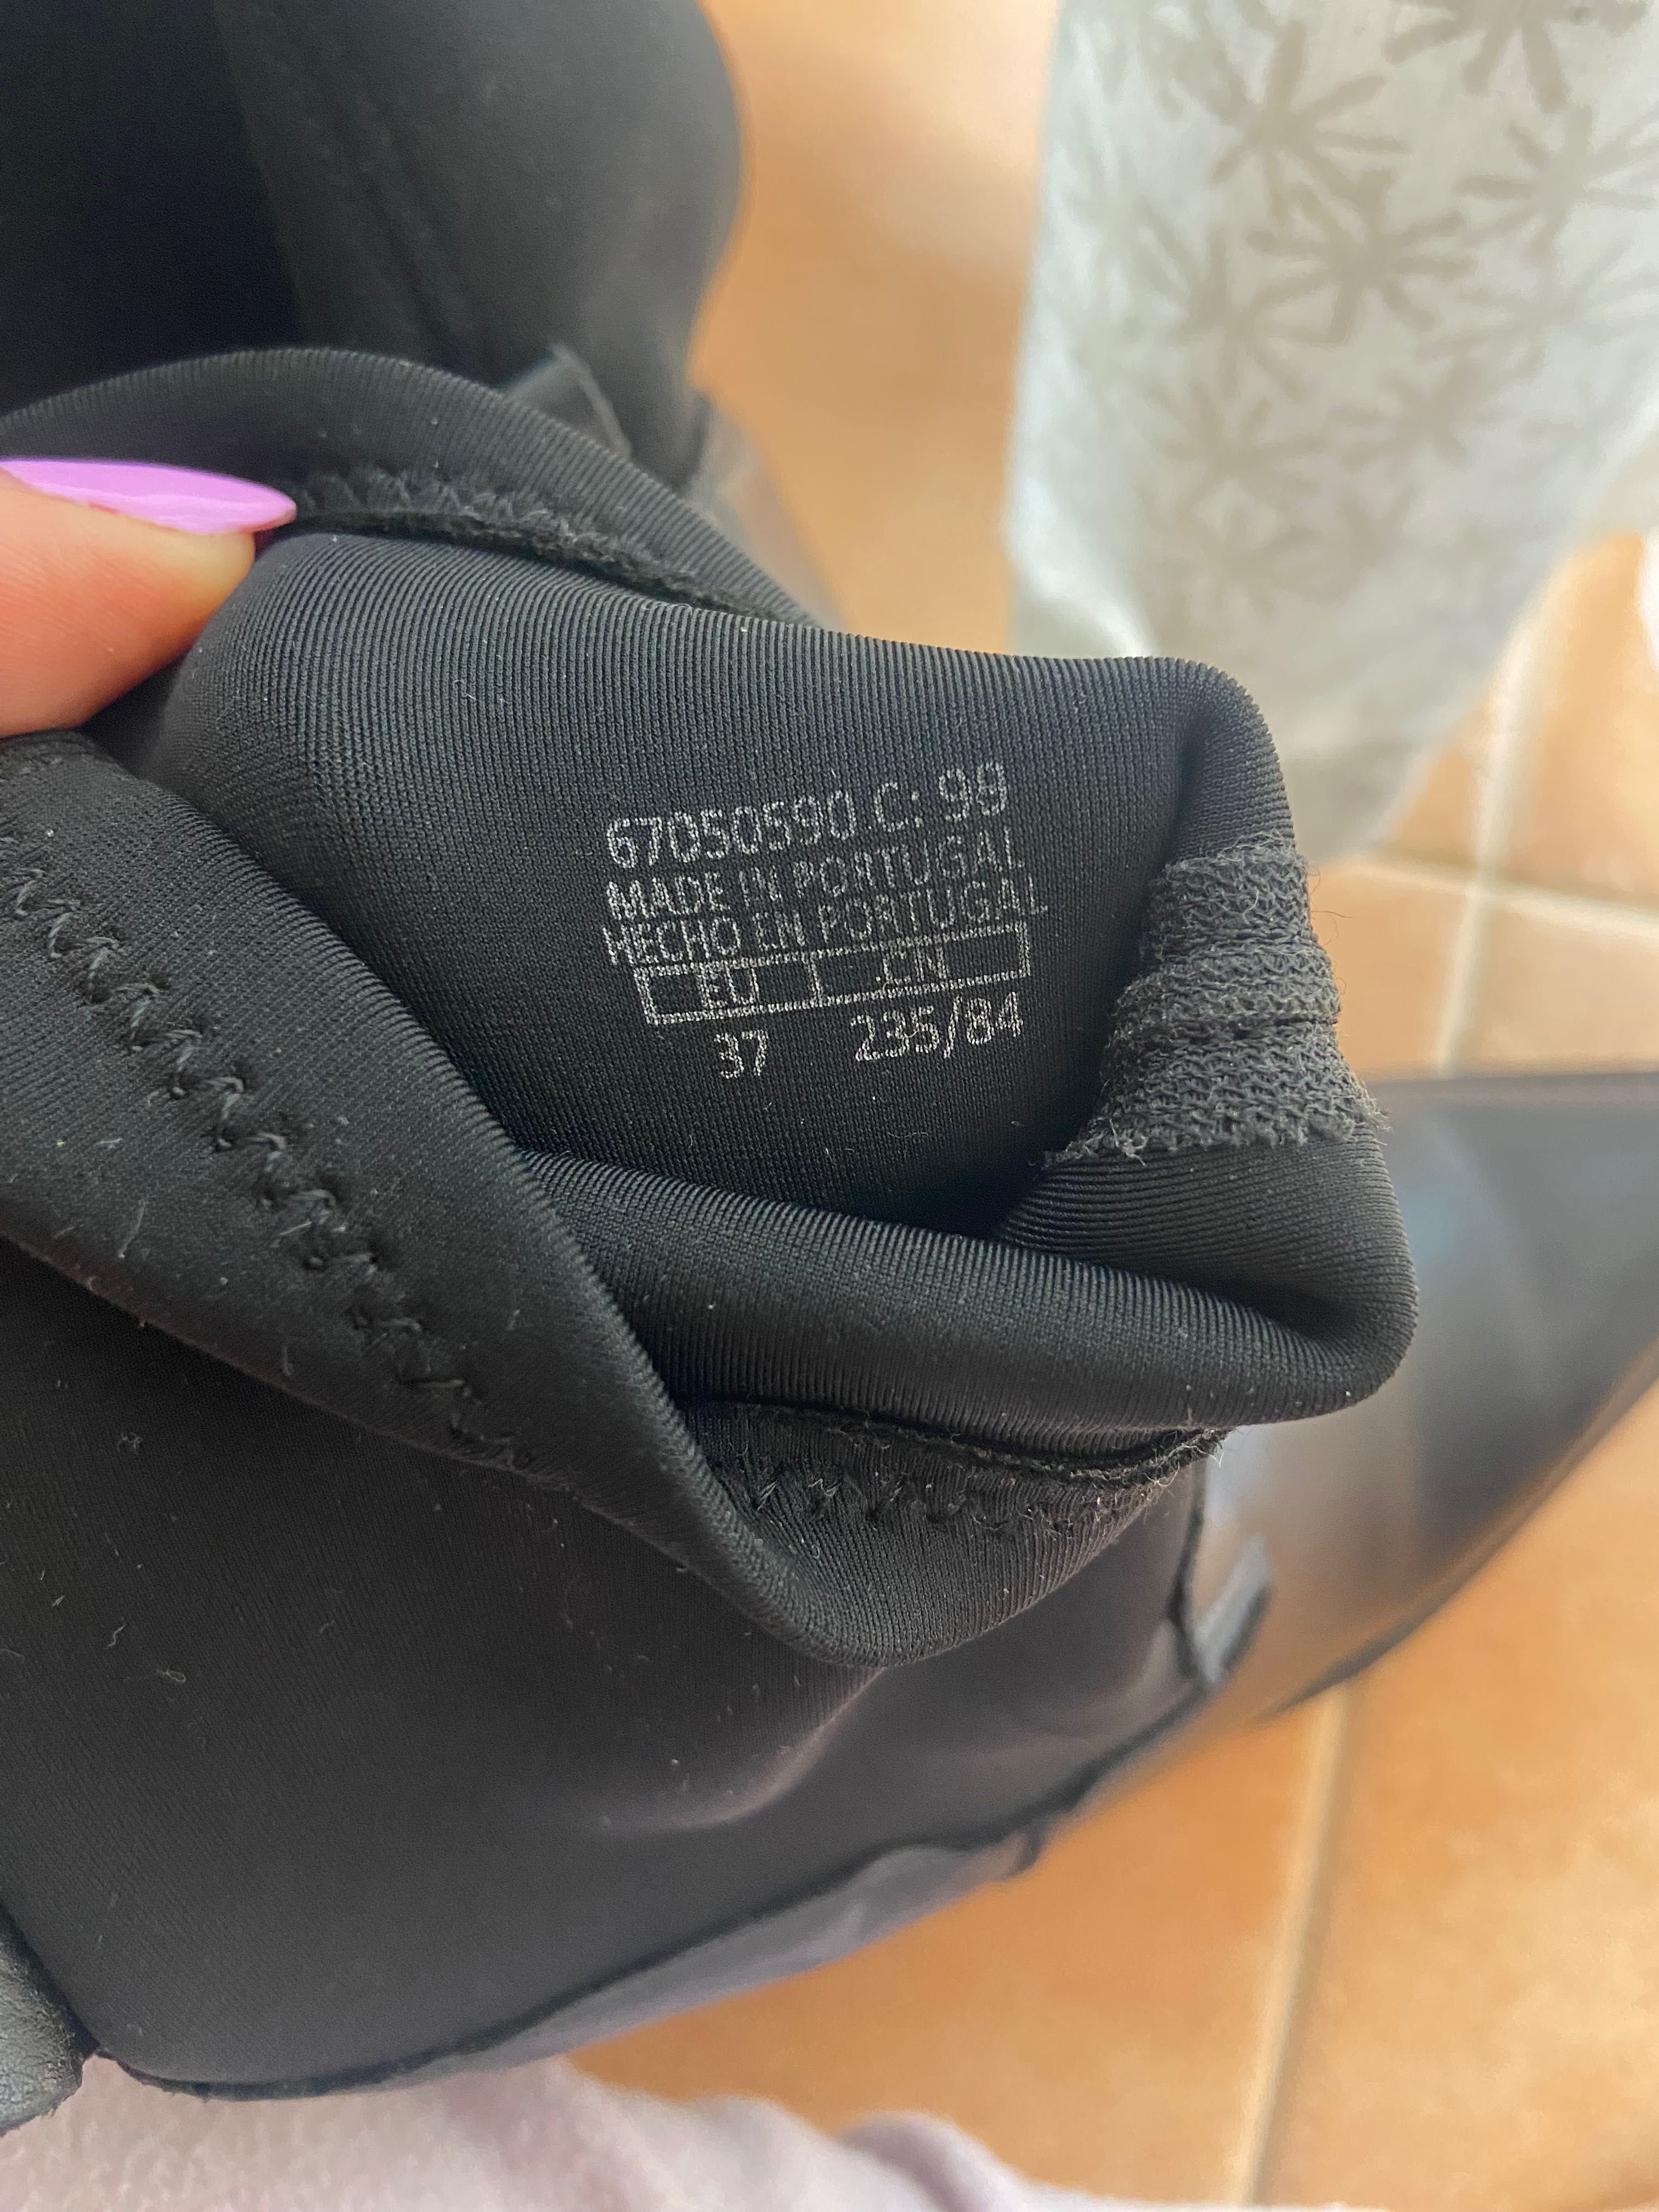 67050590 C: 99
MADE IN PORTUGAL
HECHO EN PORTUGAL
EU CN
37 235/84